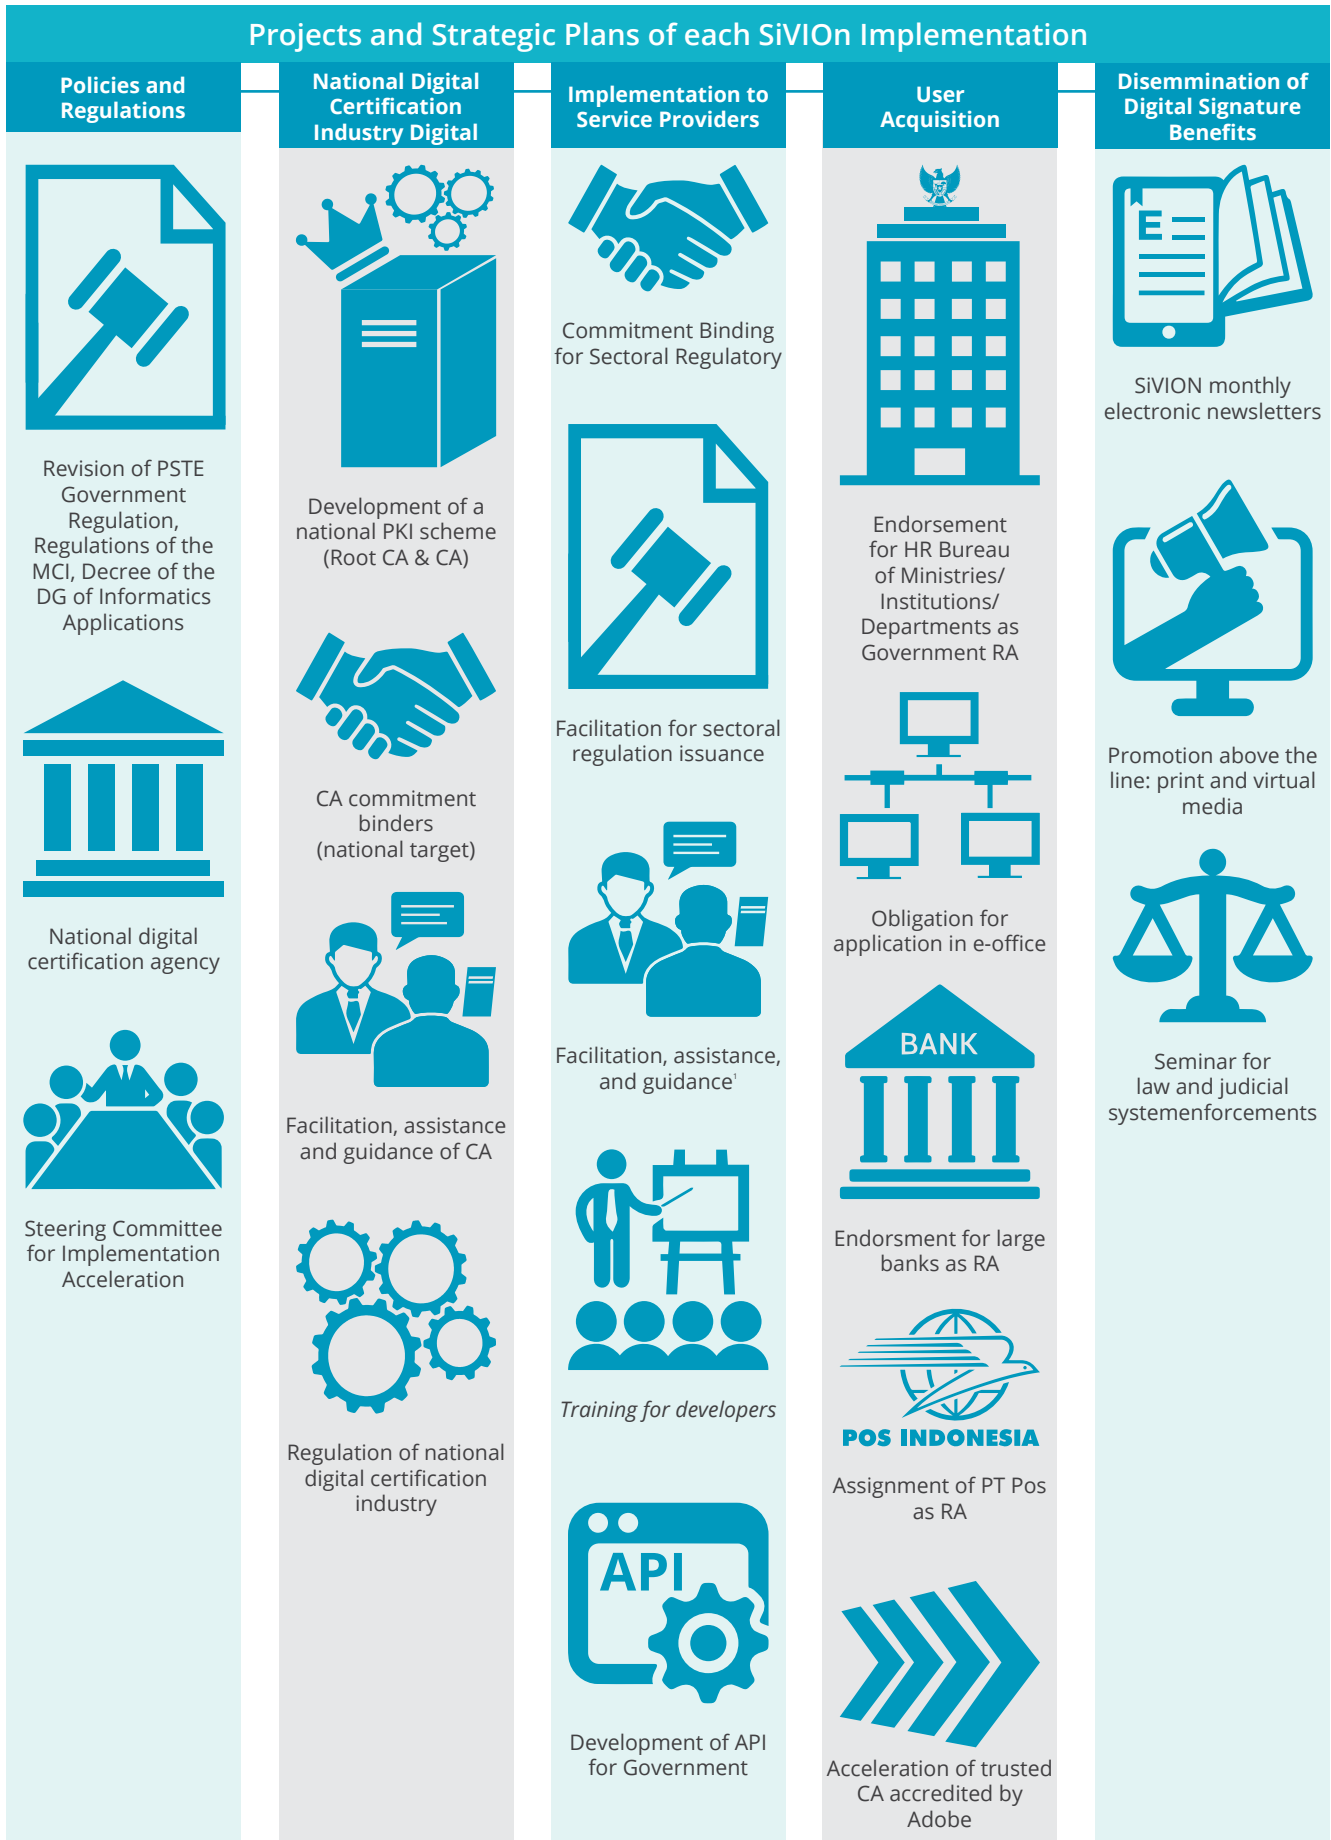 Projects and Strategic Plans of each SiVIOn Implementation
Policies and
Regulations
Revision of PSTE
Government
Regulation,
Regulations of the
MCI, Decree of the
DG of Informatics
Applications
National digital
certification agency
Steering Committee
for Implementation
Acceleration
National Digital
Certification
Industry Digital
Development of a
national PKI scheme
(Root CA & CA)
CA commitment
binders
(national target)
Facilitation, assistance
and guidance of CA
Regulation of national
digital certification
industry
Implementation to
Service Providers
Commitment Binding
for Sectoral Regulatory
Facilitation for sectoral
regulation issuance
Facilitation, assistance,
and guidance¹
Training for developers
API
Development of API
for Government
User
Acquisition
Endorsement
for HR Bureau
of Ministries/
Institutions/
Departments as
Government RA
Obligation for
application in e-office
BANK
Endorsment for large
banks as RA
POS INDONESIA
Assignment of PT Pos
as RA
Acceleration of trusted
CA accredited by
Adobe
Disemmination of
Digital Signature
Benefits
E
SiVION monthly
electronic newsletters
Promotion above the
line: print and virtual
media
Seminar for
law and judicial
systemenforcements